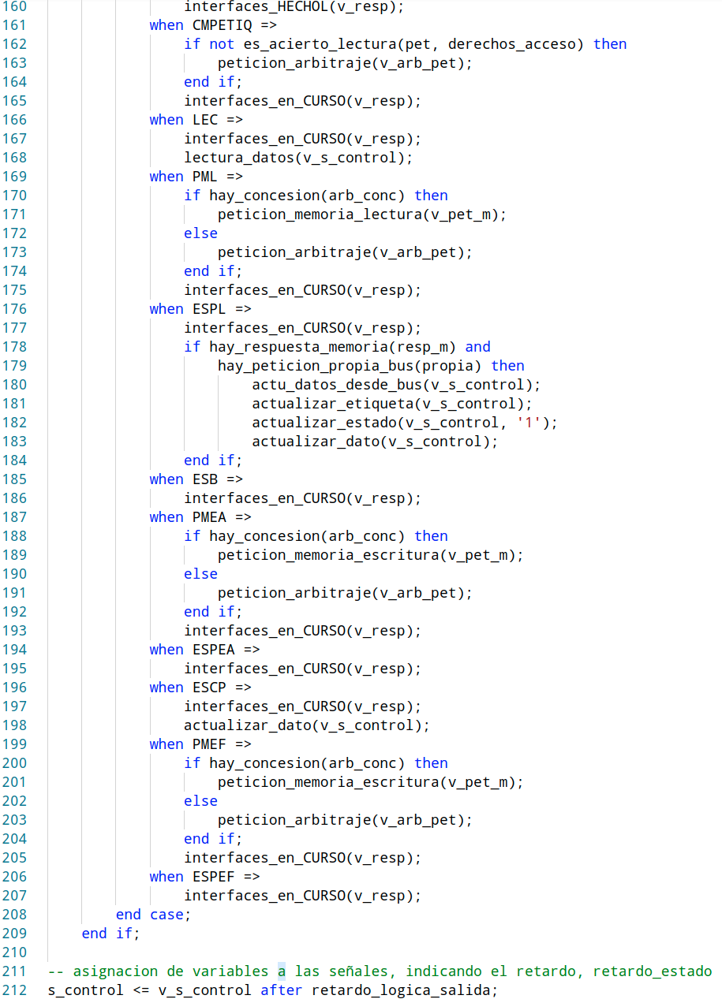 160 interfaces_HECHOL(v_resp);
161 when CMPETIQ =>
162 if not es_acierto_lectura(pet, derechos_acceso) then
163 peticion_arbitraje(v_arb_pet);
164 end if;
165 interfaces_en_CURSO(v_resp);
166 when LEC =>
167 interfaces_en_CURSO(v_resp);
168 lectura_datos(v_s_control);
169 when PML =>
170 if hay_concesion(arb_conc) then
171 peticion_memoria_lectura(v_pet_m);
172 else
173 peticion_arbitraje(v_arb_pet);
174 end if;
175 interfaces_en_CURSO(v_resp);
176 when ESPL =>
177 interfaces_en_CURSO(v_resp);
178 if hay_respuesta_memoria(resp_m) and
179 hay_peticion_propia_bus(propia) then
180 actu_datos_desde_bus(v_s_control);
181 actualizar_etiqueta(v_s_control);
182 actualizar_estado(v_s_control, '1');
183 actualizar_dato(v_s_control);
184 end if;
185 when ESB =>
186 interfaces_en_CURSO(v_resp);
187 when PMEA =>
188 if hay_concesion(arb_conc) then
189 peticion_memoria_escritura(v_pet_m);
190 else
191 peticion_arbitraje(v_arb_pet);
192 end if;
193 interfaces_en_CURSO(v_resp);
194 when ESPEA =>
195 interfaces_en_CURSO(v_resp);
196 when ESCP =>
197 interfaces_en_CURSO(v_resp);
198 actualizar_dato(v_s_control);
199 when PMEF =>
200 if hay_concesion(arb_conc) then
201 peticion_memoria_escritura(v_pet_m);
202 else
203 peticion_arbitraje(v_arb_pet);
204 end if;
205 interfaces_en_CURSO(v_resp);
206 when ESPEF =>
207 interfaces_en_CURSO(v_resp);
208 end case;
209 end if;
210
211 -- asignacion de variables a las señales, indicando el retardo, retardo_estado
212 s_control <= v_s_control after retardo_logica_salida;